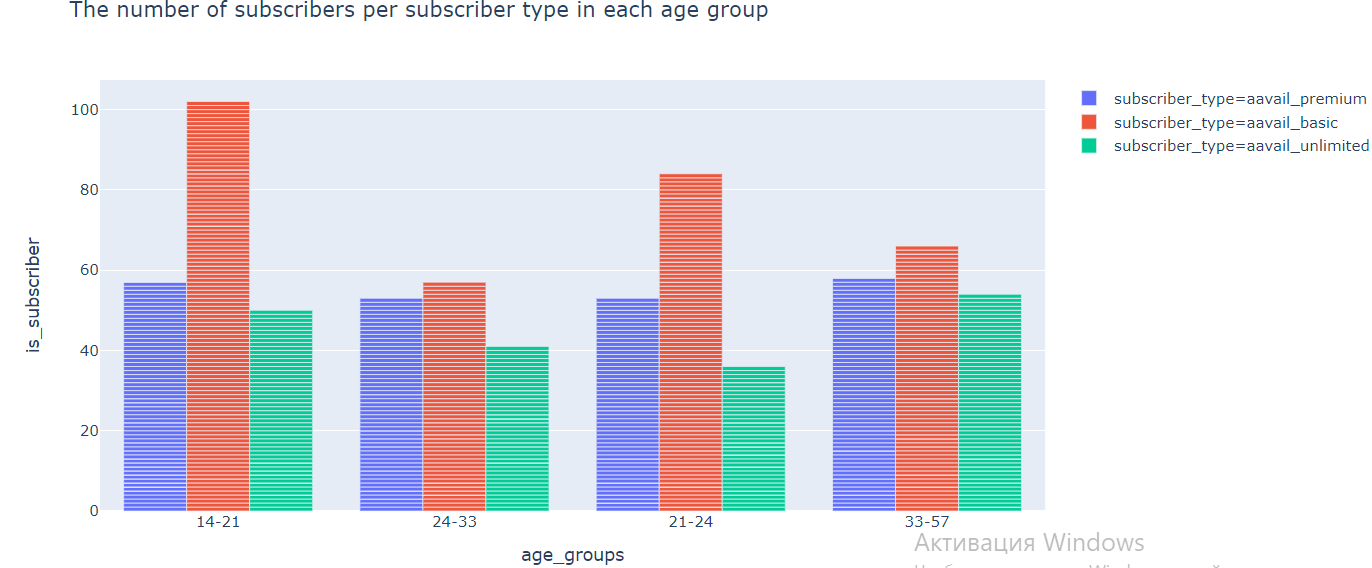 The number of subscribers per subscriber type in each age group
subscriber_type=aavail_premium
subscriber_type=aavail_basic
subscriber_type=aavail_unlimited
100
80
60
40
20
0
is_subscriber
14-21
24-33
21-24
33-57
age_groups
Активация Windows